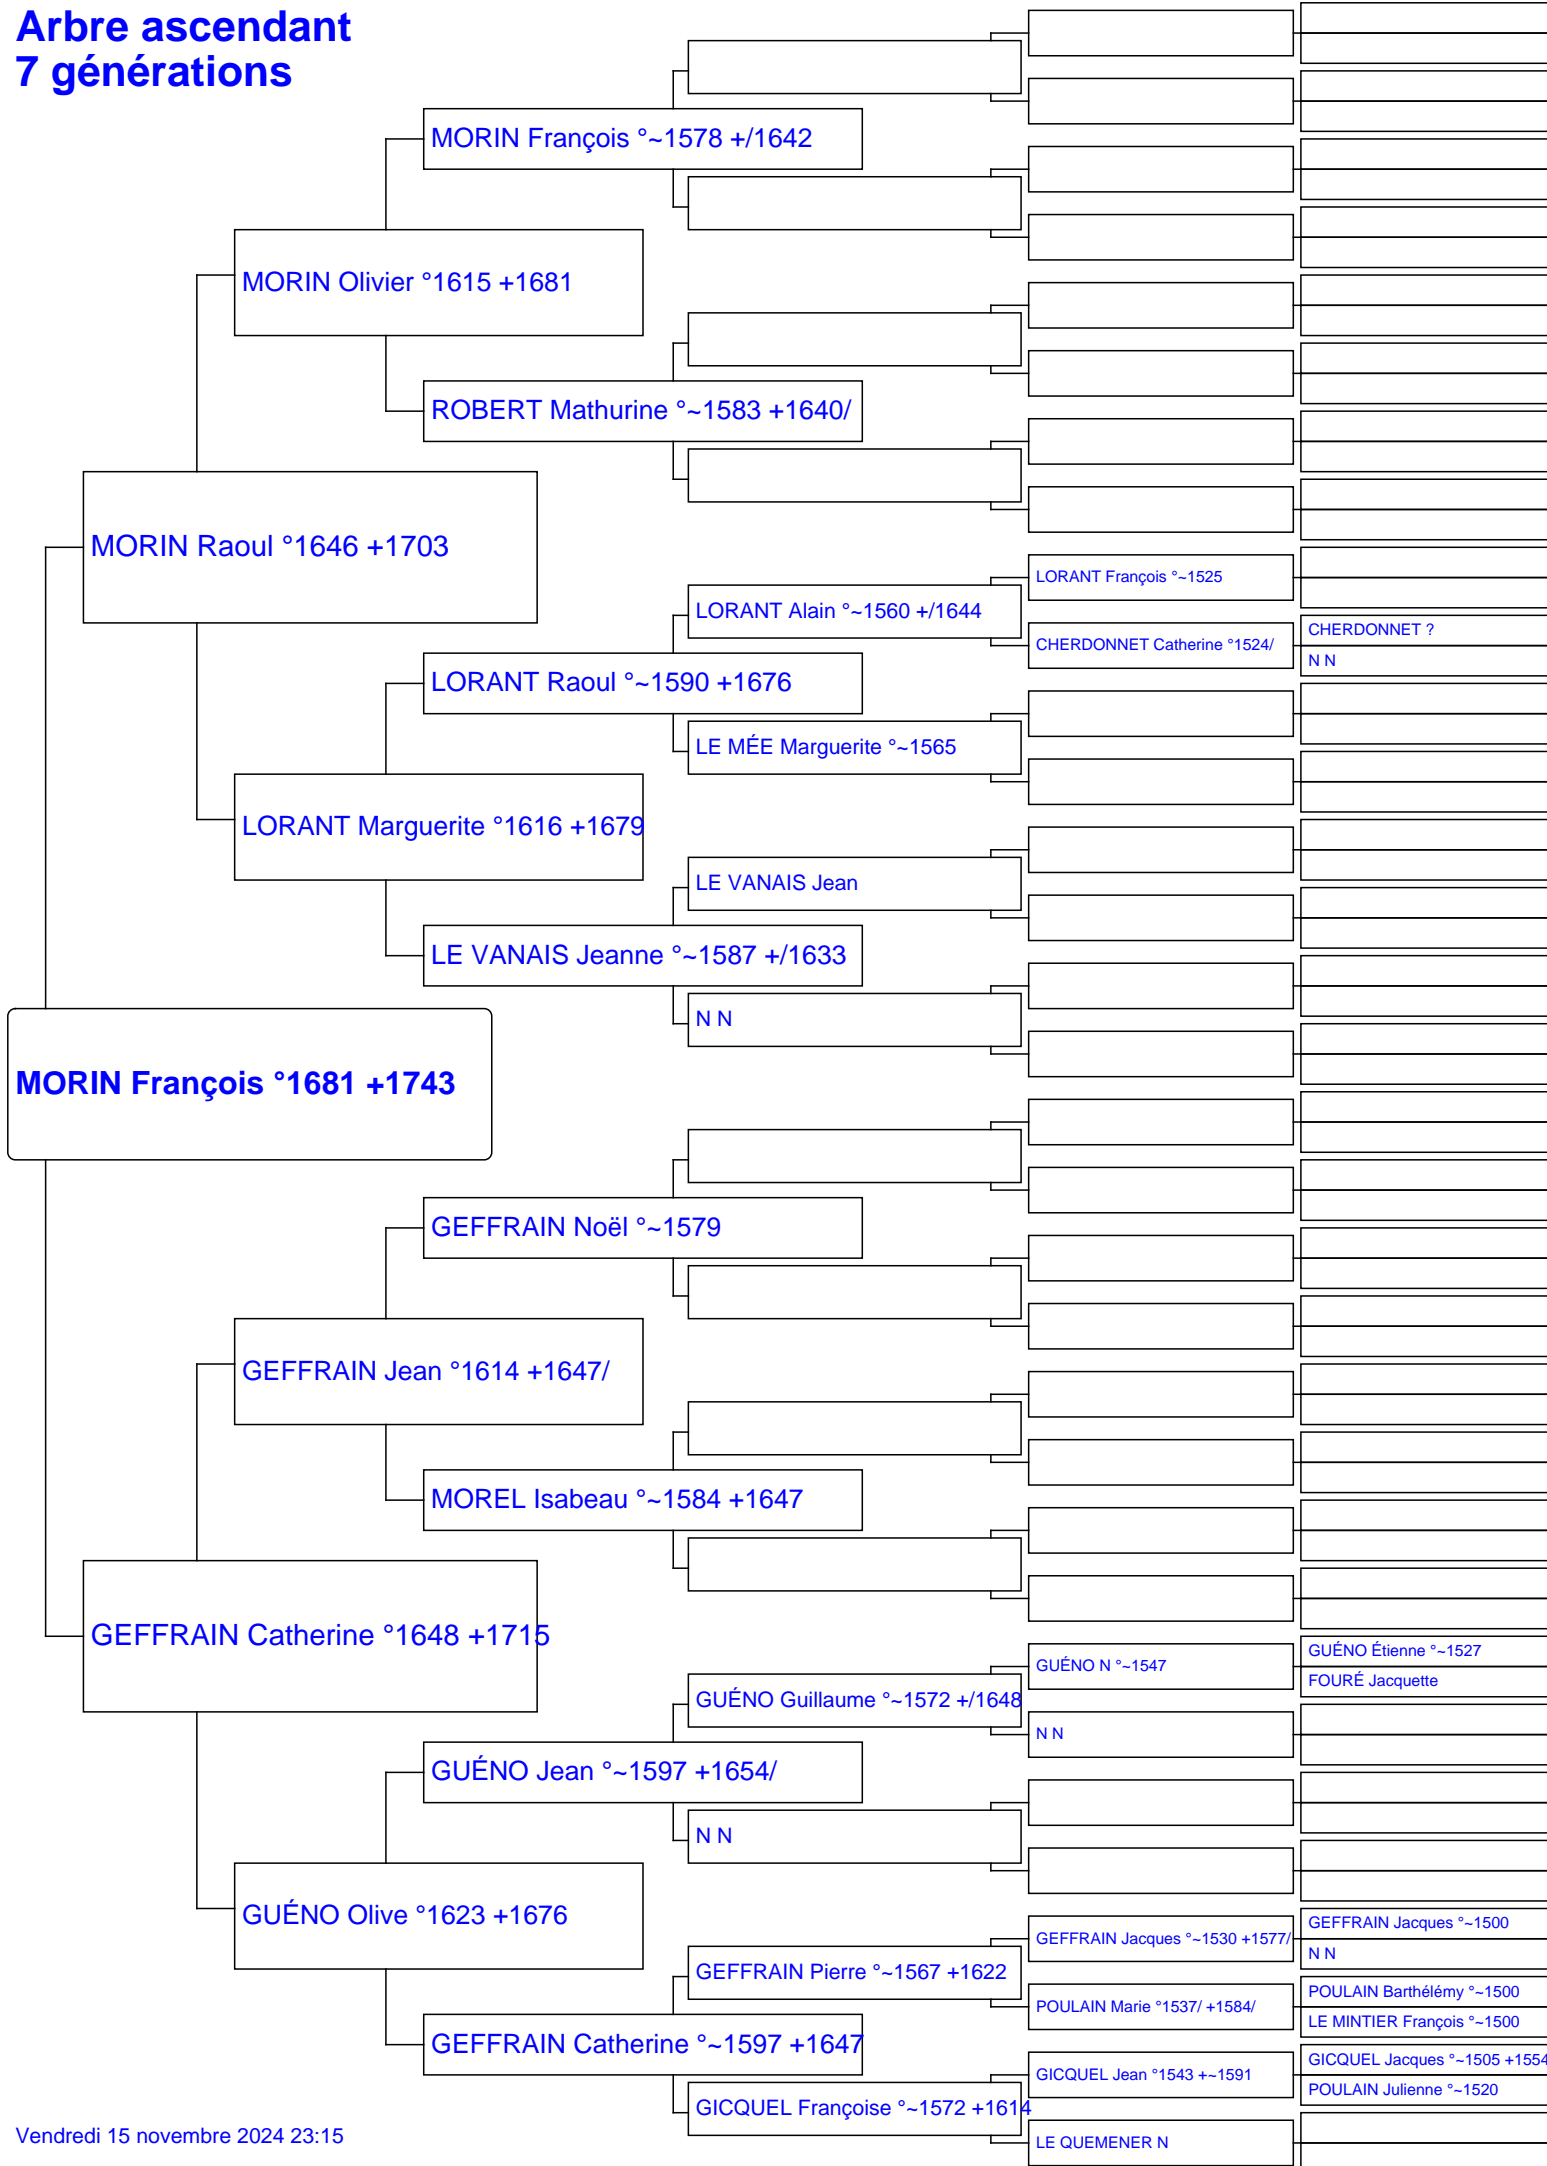 Arbre ascendant
7 générations
MORIN François °~1578 +/1642
MORIN Olivier °1615 +1681
ROBERT Mathurine °~1583 +1640/
MORIN Raoul °1646 +1703
LORANT François °~1525
LORANT Alain °~1560 +/1644
CHERDONNET ?
CHERDONNET Catherine °1524/
N N
LORANT Raoul °~1590 +1676
LE MÉE Marguerite °~1565
LORANT Marguerite °1616 +1679
LE VANAIS Jean
LE VANAIS Jeanne °~1587 +/1633
N N
MORIN François °1681 +1743
GEFFRAIN Noël °~1579
GEFFRAIN Jean °1614 +1647/
MOREL Isabeau °~1584 +1647
GEFFRAIN Catherine °1648 +1715
GUÉNO Étienne °~1527
GUÉNO N °~1547
FOURÉ Jacquette
GUÉNO Guillaume °~1572 +/1648
N N
GUÉNO Jean °~1597 +1654/
N N
GUÉNO Olive °1623 +1676
GEFFRAIN Jacques °~1500
GEFFRAIN Jacques °~1530 +1577/
N N
GEFFRAIN Pierre °~1567 +1622
POULAIN Barthélémy °~1500
POULAIN Marie °1537/ +1584/
LE MINTIER François °~1500
GEFFRAIN Catherine °~1597 +1647
GICQUEL Jacques °~1505 +1554
GICQUEL Jean °1543 +~1591
POULAIN Julienne °~1520
GICQUEL Françoise °~1572 +1614
LE QUEMENER N
Vendredi 15 novembre 2024 23:15